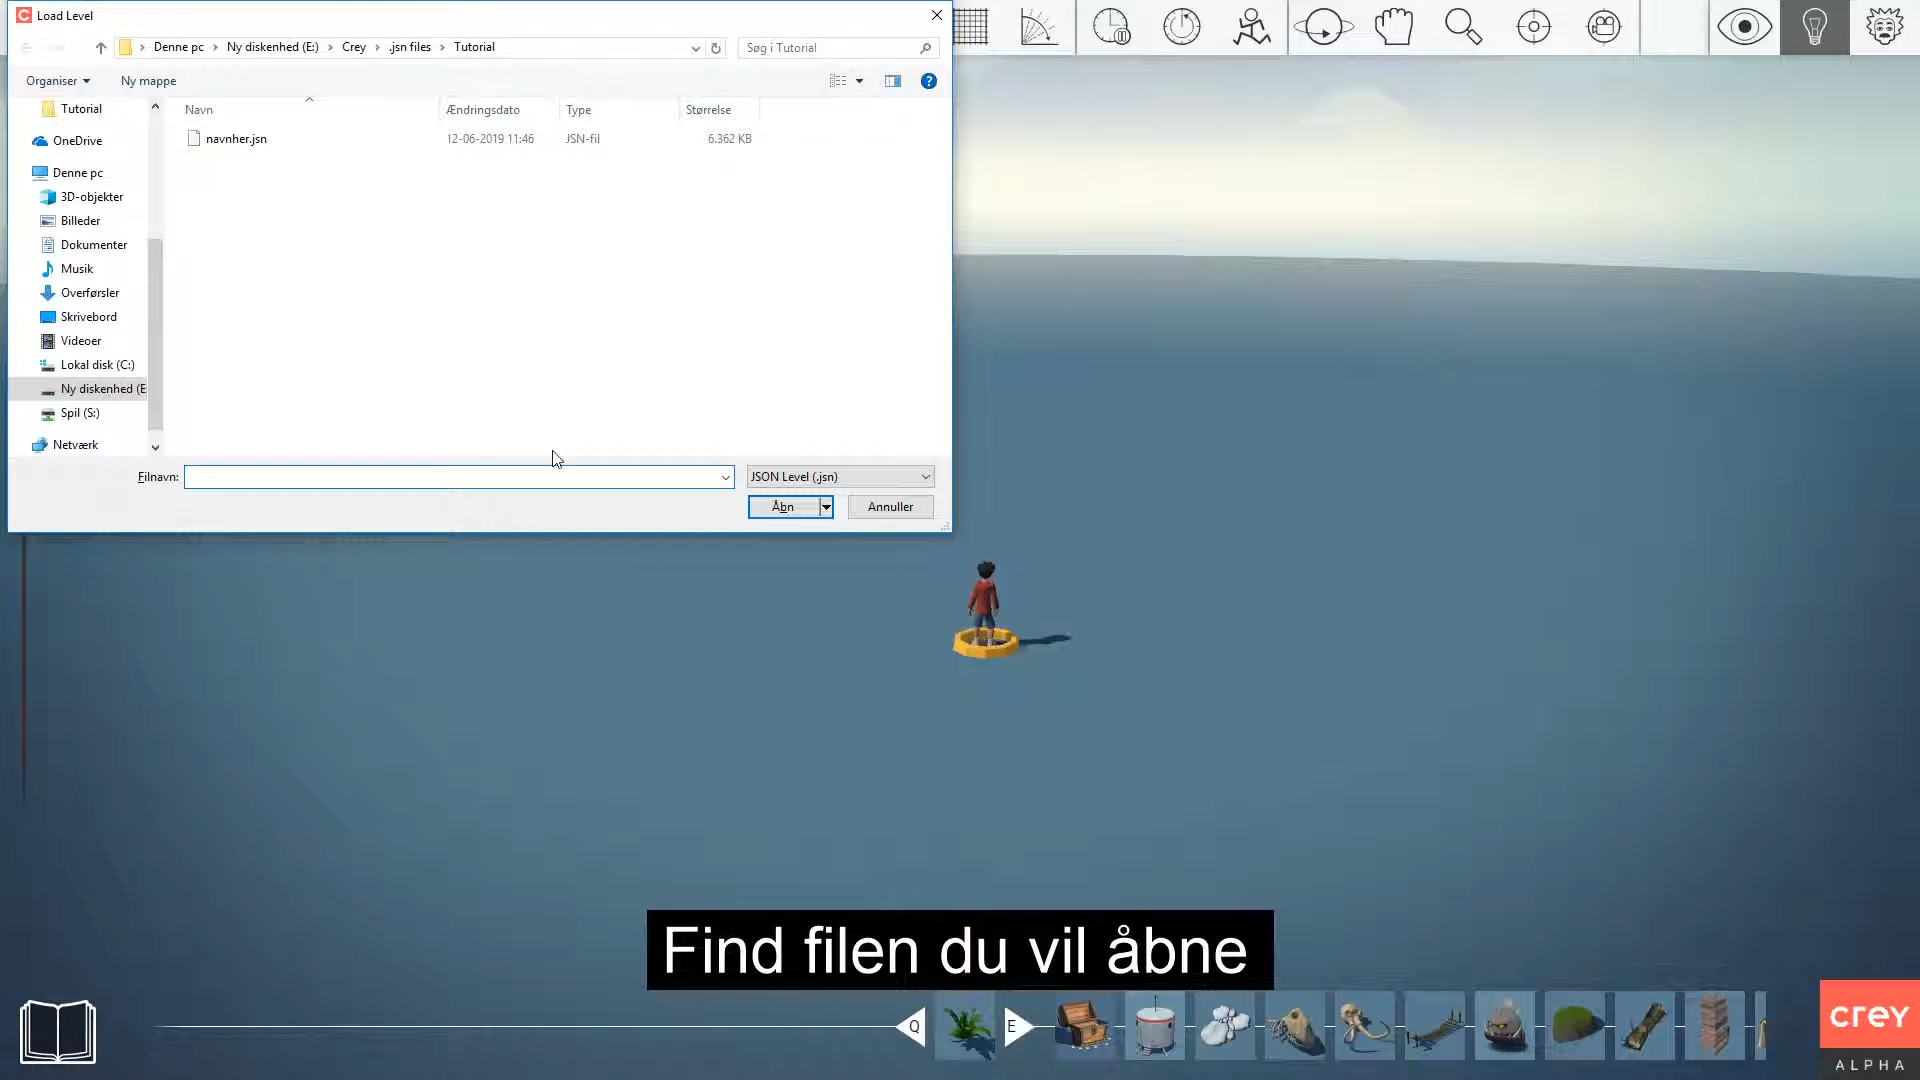 Load Level
Denne pc
Ny diskenhed (E:)
Crey
.jsn files
Tutorial
Søg i Tutorial
Organiser
Ny mappe
Navn
Ændringsdato
Type
Størrelse
navnher.jsn
12-06-2019 11:46
JSN-fil
6.362 KB
Tutorial
OneDrive
Denne pc
3D-objekter
Billeder
Dokumenter
Musik
Overførsler
Skrivebord
Videoer
Lokal disk (C:)
Ny diskenhed (E
Spil (S:)
Netværk
Filnavn:
JSON Level (.jsn)
Åbn
Annuller
Find filen du vil åbne
Q
E
crey
ALPHA